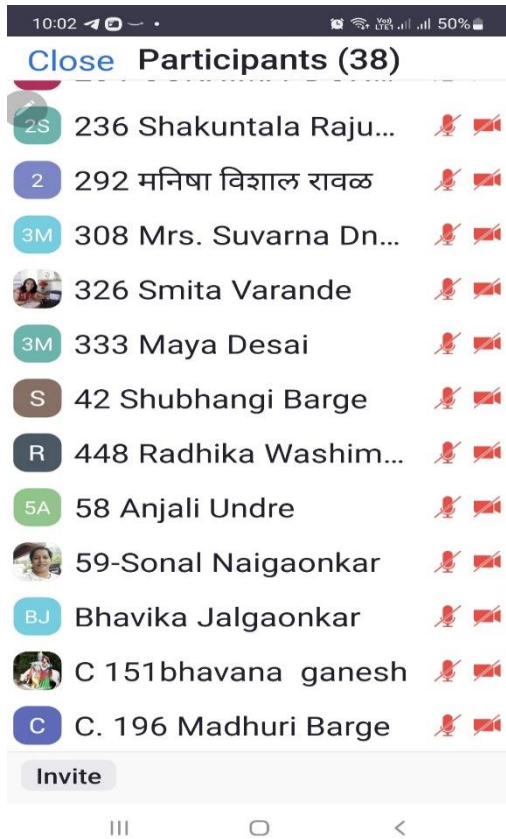 10:02 50%
Close Participants (38)
2S 236 Shakuntala Raju...
2 292 मनिषा विशाल रावळ
3M 308 Mrs. Suvarna Dn...
326 Smita Varande
3M 333 Maya Desai
S 42 Shubhangi Barge
R 448 Radhika Washim...
5A 58 Anjali Undre
59-Sonal Naigaonkar
BJ Bhavika Jalgaonkar
C 151bhavana ganesh
C C. 196 Madhuri Barge
Invite